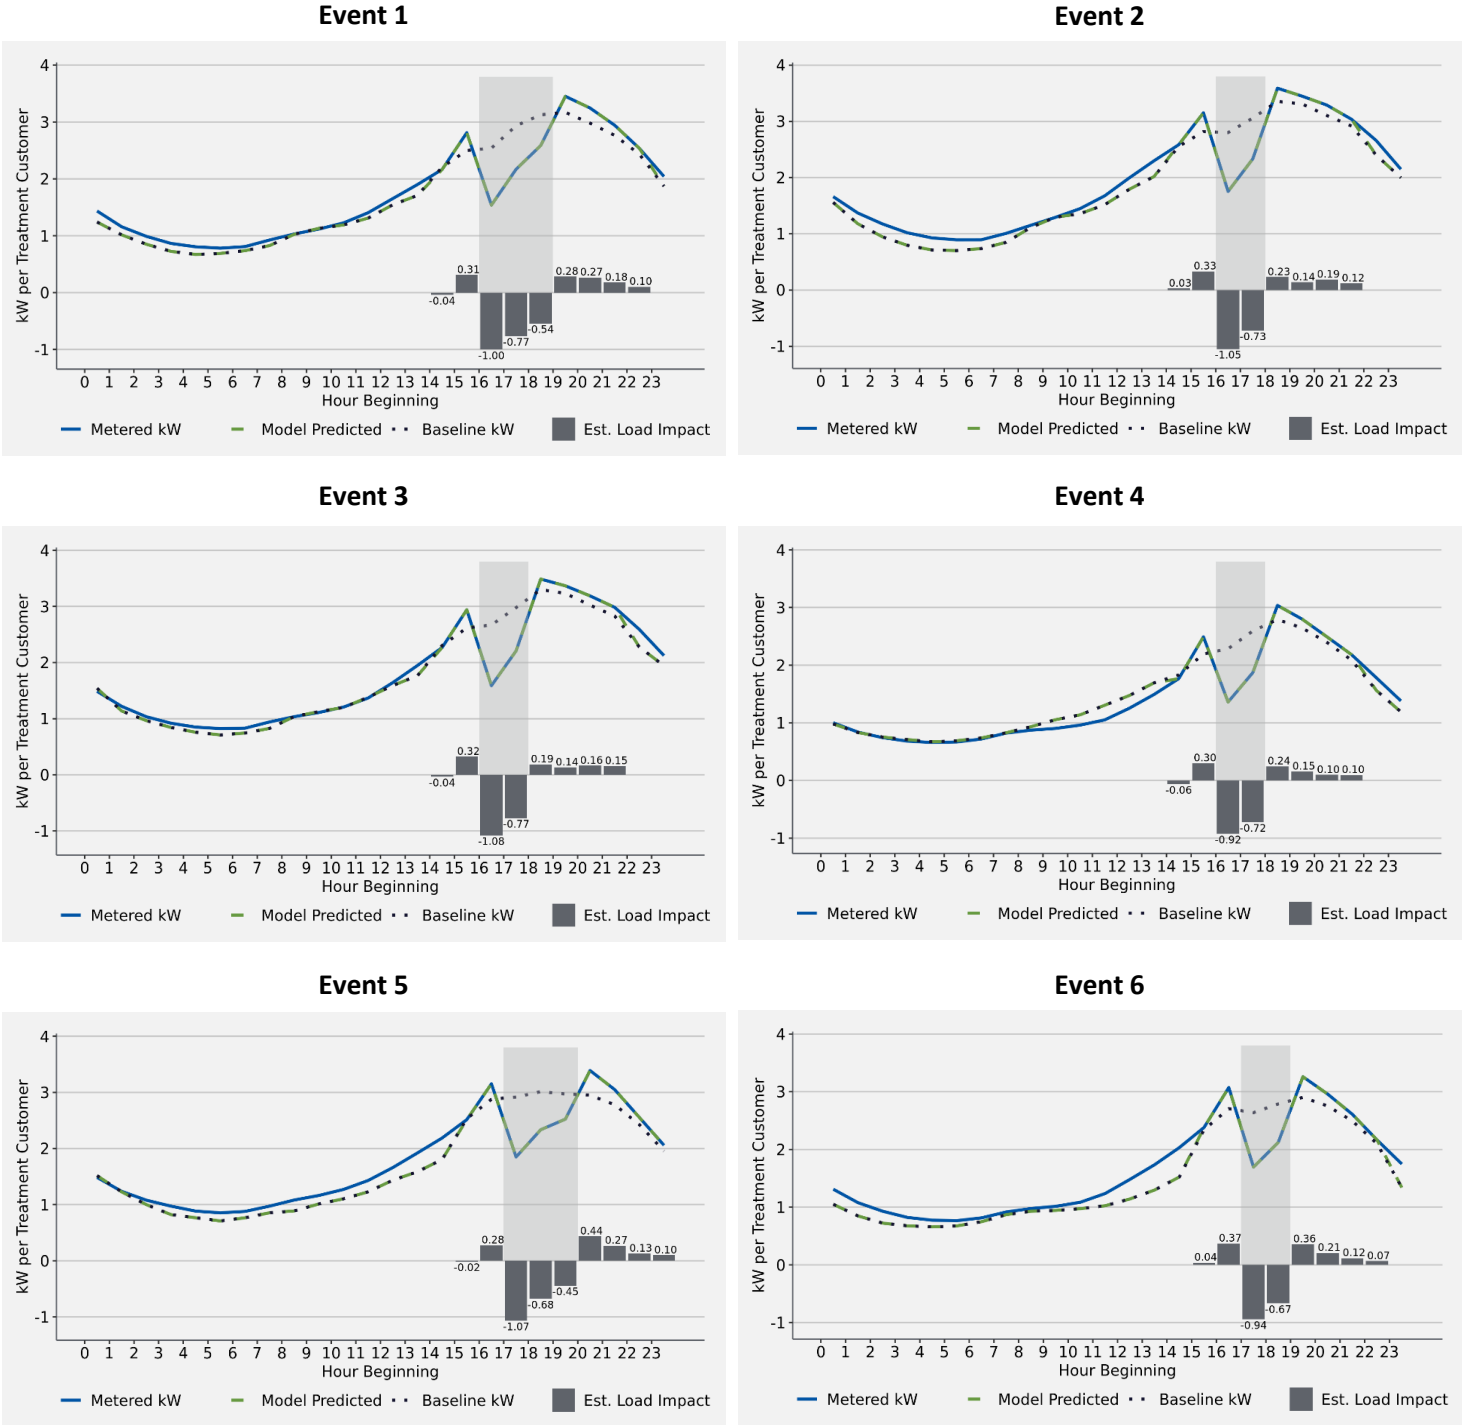 Event 1
Event 2
kW per Treatment Customer
4
3
2
1
0
-1
-0.04
0.31
-1.00
-0.77
-0.54
0.28
0.27
0.18
0.10
0 1 2 3 4 5 6 7 8 9 10 11 12 13 14 15 16 17 18 19 20 21 22 23
Hour Beginning
Metered kW Model Predicted Baseline kW Est. Load Impact
kW per Treatment Customer
4
3
2
1
0
-1
0.03
0.33
-1.05
-0.73
0.23
0.14
0.19
0.12
0 1 2 3 4 5 6 7 8 9 10 11 12 13 14 15 16 17 18 19 20 21 22 23
Hour Beginning
Metered kW Model Predicted Baseline kW Est. Load Impact
Event 3
Event 4
kW per Treatment Customer
4
3
2
1
0
-1
-0.04
0.32
-1.08
-0.77
0.19
0.14
0.16
0.15
0 1 2 3 4 5 6 7 8 9 10 11 12 13 14 15 16 17 18 19 20 21 22 23
Hour Beginning
Metered kW Model Predicted Baseline kW Est. Load Impact
kW per Treatment Customer
4
3
2
1
0
-1
-0.06
0.30
-0.92
-0.72
0.24
0.15
0.10
0.10
0 1 2 3 4 5 6 7 8 9 10 11 12 13 14 15 16 17 18 19 20 21 22 23
Hour Beginning
Metered kW Model Predicted Baseline kW Est. Load Impact
Event 5
Event 6
kW per Treatment Customer
4
3
2
1
0
-1
-0.02
0.28
-1.07
-0.68
-0.45
0.44
0.27
0.13
0.10
0 1 2 3 4 5 6 7 8 9 10 11 12 13 14 15 16 17 18 19 20 21 22 23
Hour Beginning
Metered kW Model Predicted Baseline kW Est. Load Impact
kW per Treatment Customer
4
3
2
1
0
-1
0.04
0.37
-0.94
-0.67
0.36
0.21
0.12
0.07
0 1 2 3 4 5 6 7 8 9 10 11 12 13 14 15 16 17 18 19 20 21 22 23
Hour Beginning
Metered kW Model Predicted Baseline kW Est. Load Impact